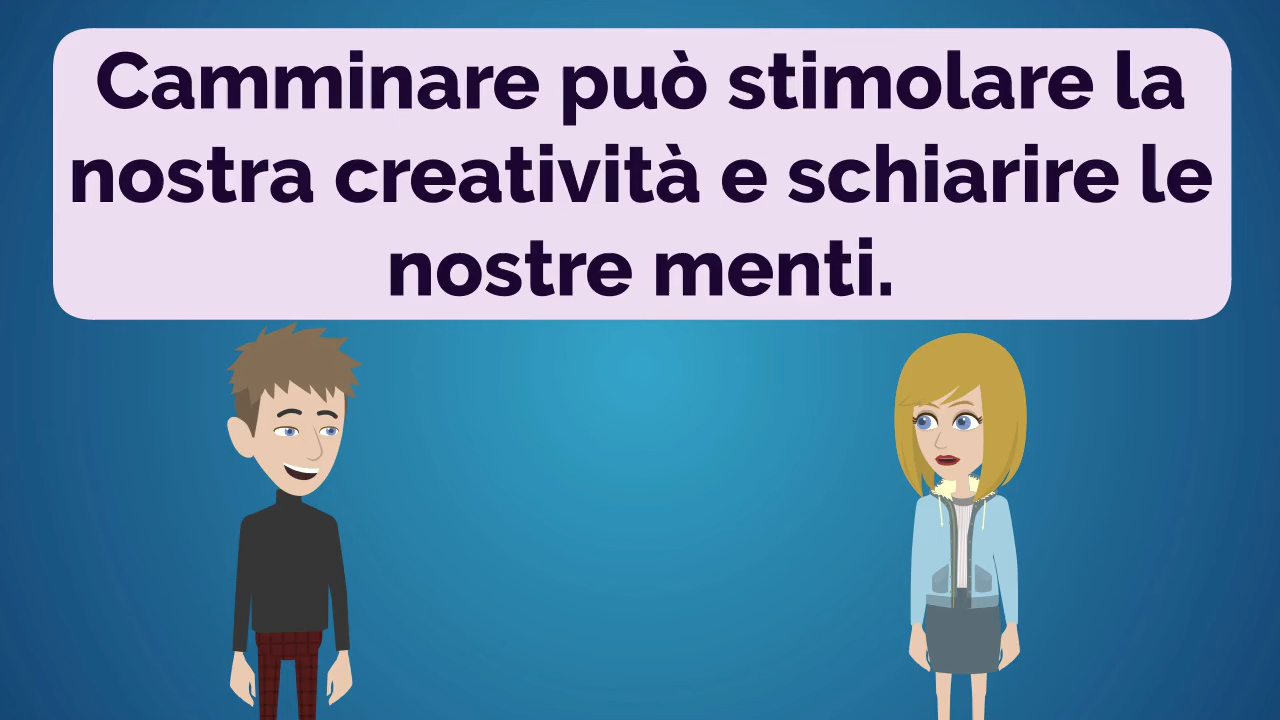 Camminare può stimolare la
nostra creatività e schiarire le
nostre menti.